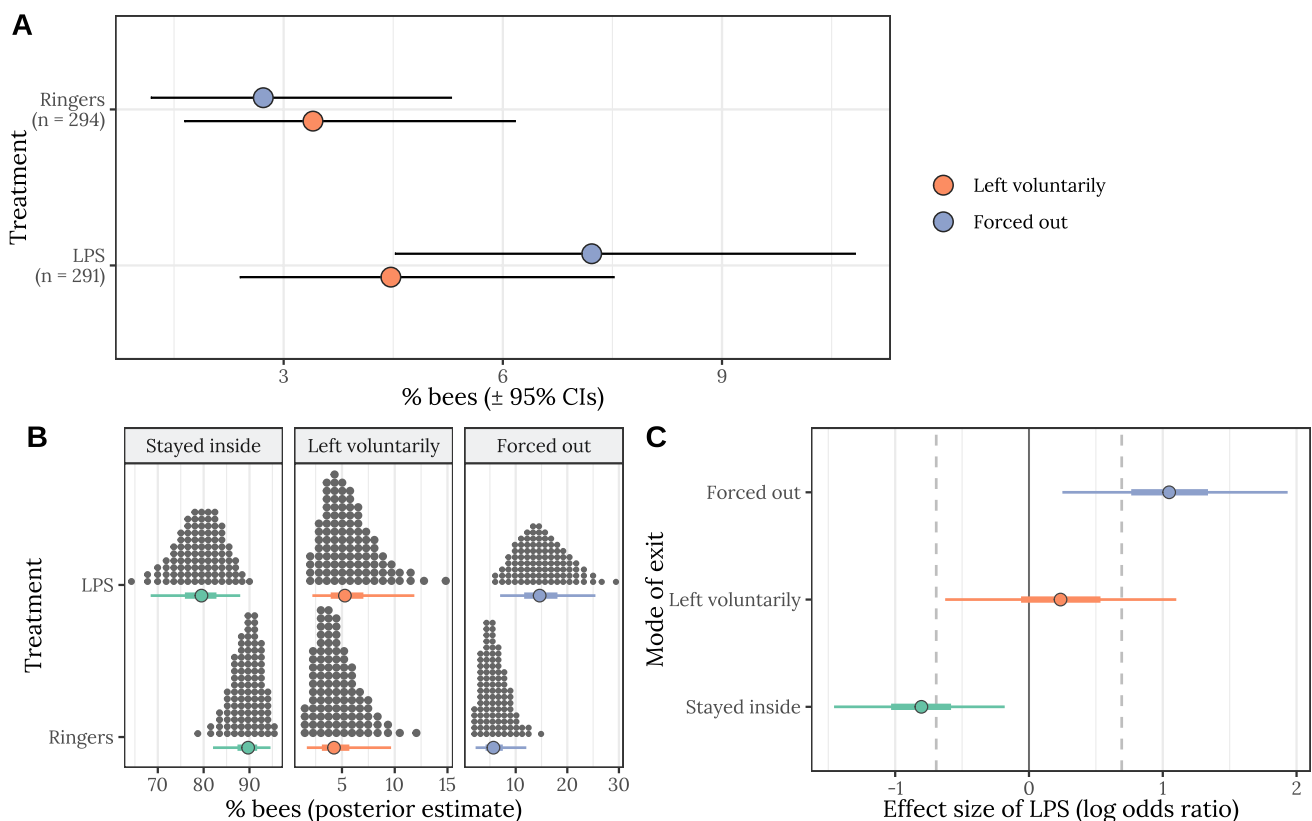 A
Treatment
Ringers
(n = 294)
LPS
(n = 291)
3 6 9
% bees (± 95% CIs)
Left voluntarily
Forced out
B
Stayed inside Left voluntarily Forced out
Treatment
LPS
Ringers
70 80 90 5 10 15 10 20 30
% bees (posterior estimate)
C
Mode of exit
Forced out
Left voluntarily
Stayed inside
-1 0 1 2
Effect size of LPS (log odds ratio)